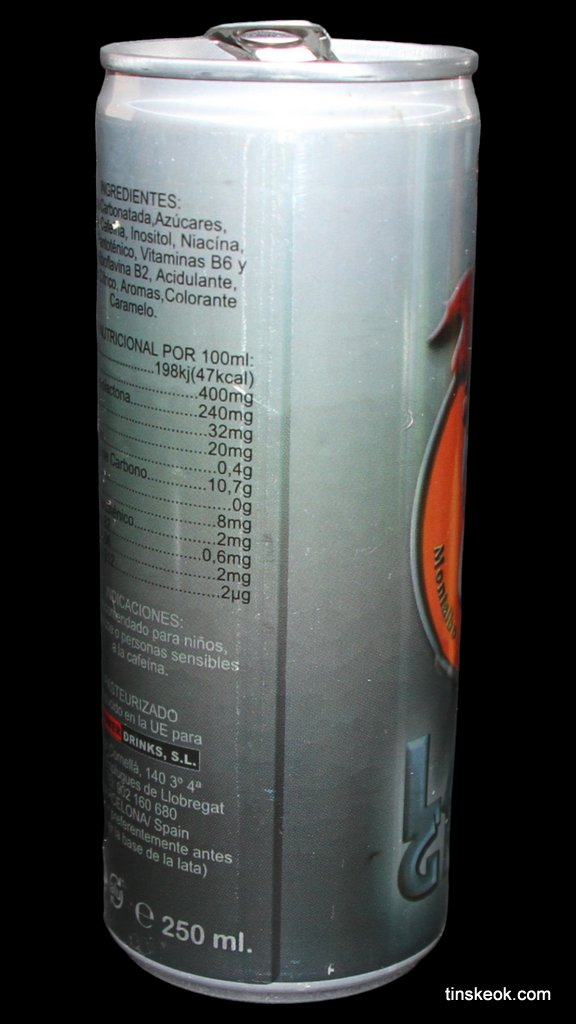 INGREDIENTES:
Carbonatada,Azúcares,
Cafeína, Inositol, Niacína,
Vitaminas B6 y
B2, Acidulante,
Aromas,Colorante
Caramelo.
NUTRICIONAL POR 100ml:
198kj(47kcal)
400mg
240mg
32mg
20mg
0,4g
Carbono 10,7g
0g
8mg
2mg
0,6mg
2mg
2µg
para niños,
o personas sensibles
a la cafeína.
en la UE para
DRINKS, S.L.
Cornellà, 140 3º 4ª
de Llobregat
902 160 680
Spain
antes
la base de la lata)
alu
e 250 ml.
tinskeok.com